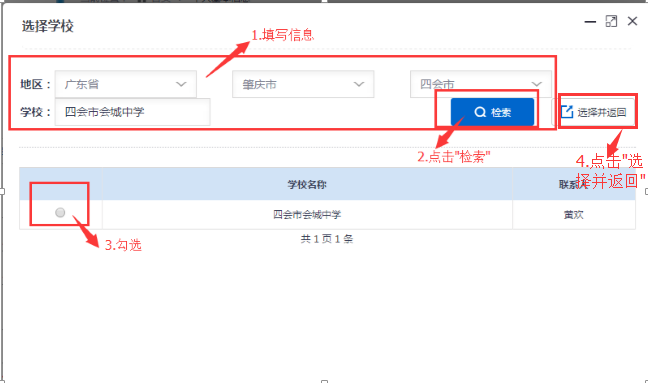 选择学校
1.填写信息
地区： 广东省 肇庆市 四会市
学校： 四会市会城中学 检索 选择并返回
2.点击"检索"
4.点击"选
择并返回"
学校名称 联系人
四会市会城中学 黄欢
3.勾选
共 1 页 1 条